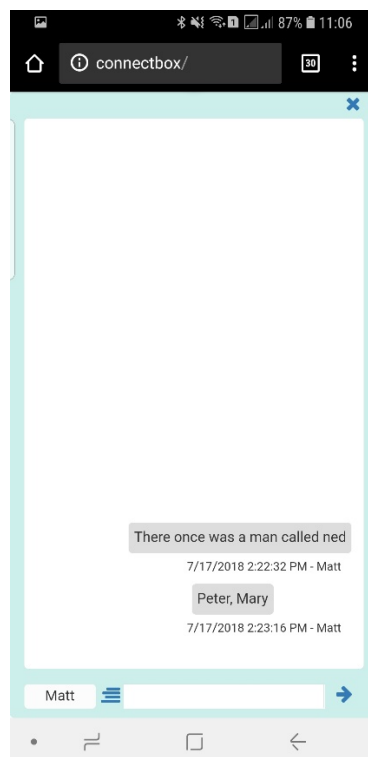 87% 11:06
connectbox/
30
There once was a man called ned
7/17/2018 2:22:32 PM - Matt
Peter, Mary
7/17/2018 2:23:16 PM - Matt
Matt